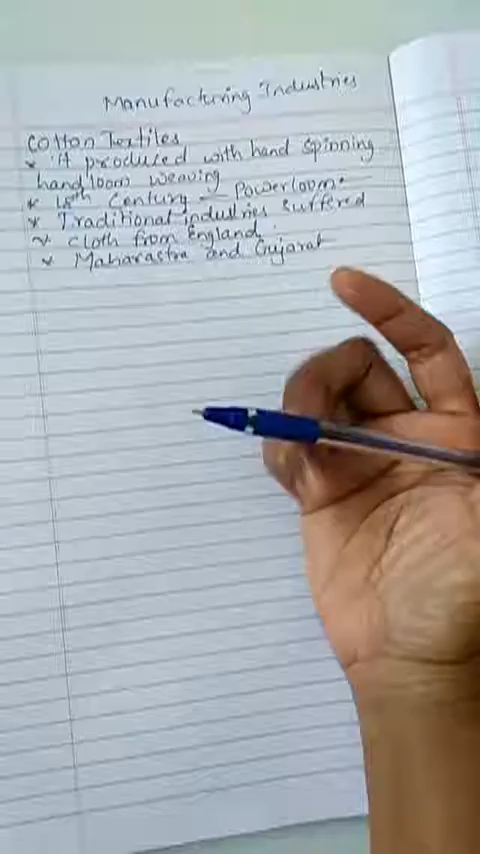 Manufacturing Industries
Cotton Textiles
* It produced with hand spinning
handloom weaving
* 18th Century — Powerloom.
* Traditional industries suffered
* Cloth from England.
* Maharastra and Gujarat